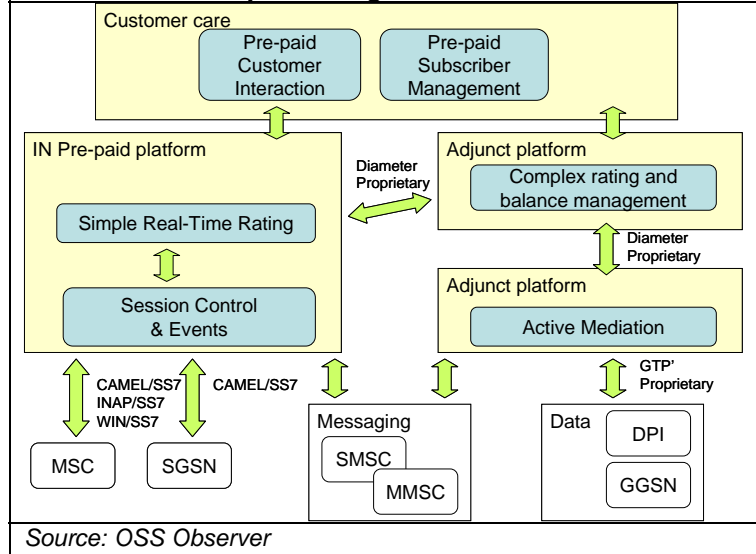 Customer care
Pre-paid
Customer
Interaction
Pre-paid
Subscriber
Management
IN Pre-paid platform
Diameter
Proprietary
Adjunct platform
Complex rating and
balance management
Simple Real-Time Rating
Diameter
Proprietary
Session Control
& Events
Adjunct platform
Active Mediation
CAMEL/SS7
INAP/SS7
WIN/SS7
CAMEL/SS7
GTP'
Proprietary
MSC
SGSN
Messaging
SMSC
MMSC
Data
DPI
GGSN
Source: OSS Observer